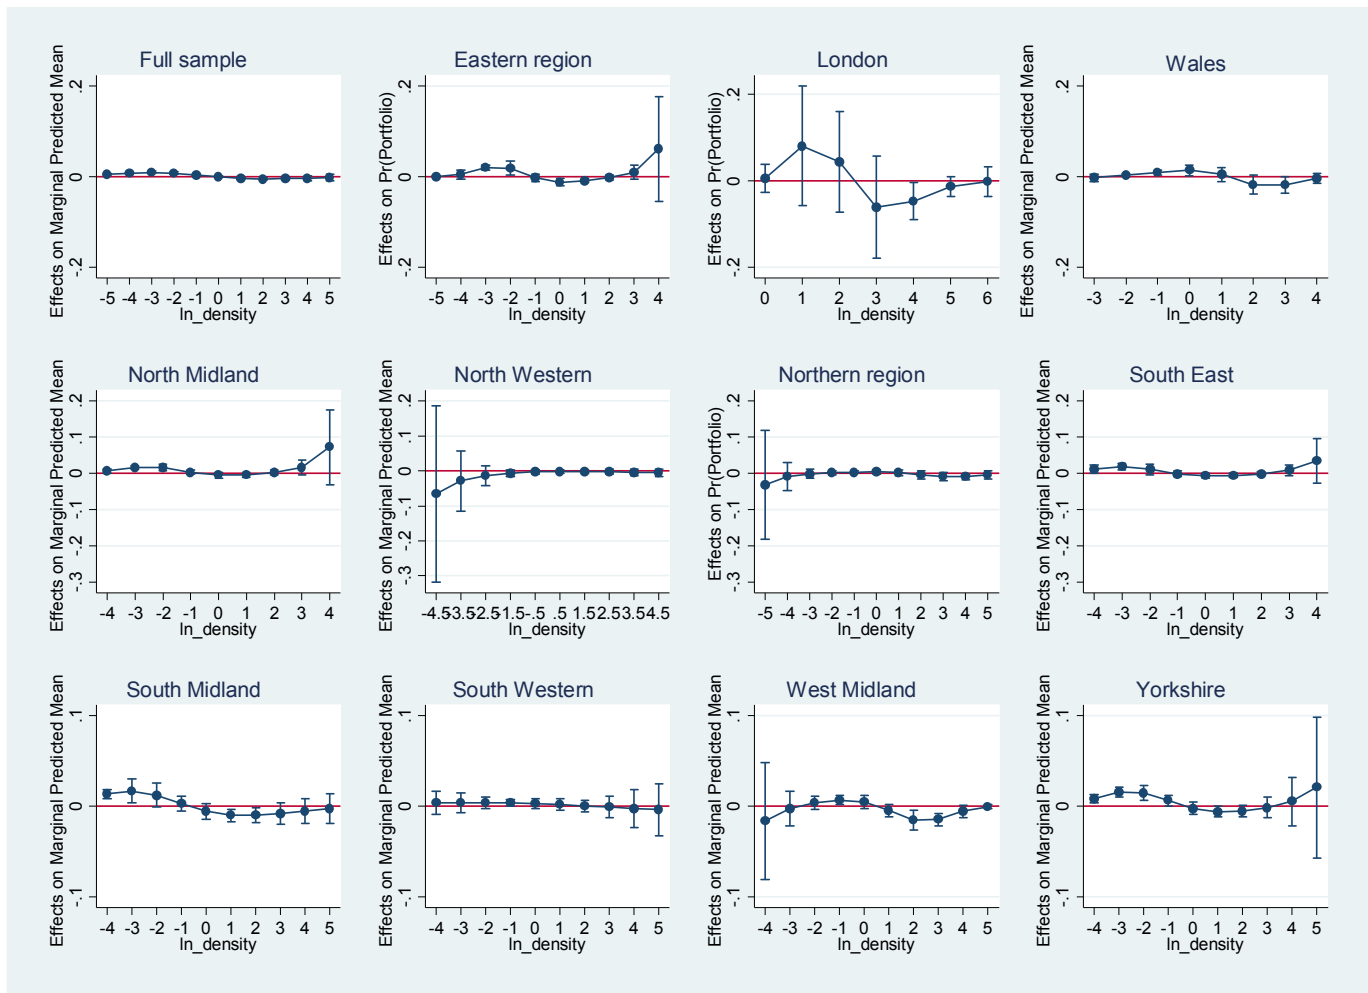 Full sample
Effects on Marginal Predicted Mean
.2
0
-.2
-5 -4 -3 -2 -1 0 1 2 3 4 5
ln_density
Eastern region
Effects on Pr(Portfolio)
.2
0
-.2
-5 -4 -3 -2 -1 0 1 2 3 4
ln_density
London
Effects on Pr(Portfolio)
.2
0
-.2
0 1 2 3 4 5 6
ln_density
Wales
Effects on Marginal Predicted Mean
.2
0
-.2
-3 -2 -1 0 1 2 3 4
ln_density
North Midland
Effects on Marginal Predicted Mean
.2
.1
0
-.1
-.2
-.3
-4 -3 -2 -1 0 1 2 3 4
ln_density
North Western
Effects on Marginal Predicted Mean
.2
.1
0
-.1
-.2
-.3
-4.5 -3.5 -2.5 -1.5 -.5 .5 1.5 2.5 3.5 4.5
ln_density
Northern region
Effects on Pr(Portfolio)
.2
.1
0
-.1
-.2
-.3
-5 -4 -3 -2 -1 0 1 2 3 4 5
ln_density
South East
Effects on Marginal Predicted Mean
.2
.1
0
-.1
-.2
-.3
-4 -3 -2 -1 0 1 2 3 4
ln_density
South Midland
Effects on Marginal Predicted Mean
.1
0
-.1
-4 -3 -2 -1 0 1 2 3 4 5
ln_density
South Western
Effects on Marginal Predicted Mean
.1
0
-.1
-4 -3 -2 -1 0 1 2 3 4 5
ln_density
West Midland
Effects on Marginal Predicted Mean
.1
0
-.1
-4 -3 -2 -1 0 1 2 3 4 5
ln_density
Yorkshire
Effects on Marginal Predicted Mean
.1
0
-.1
-4 -3 -2 -1 0 1 2 3 4 5
ln_density